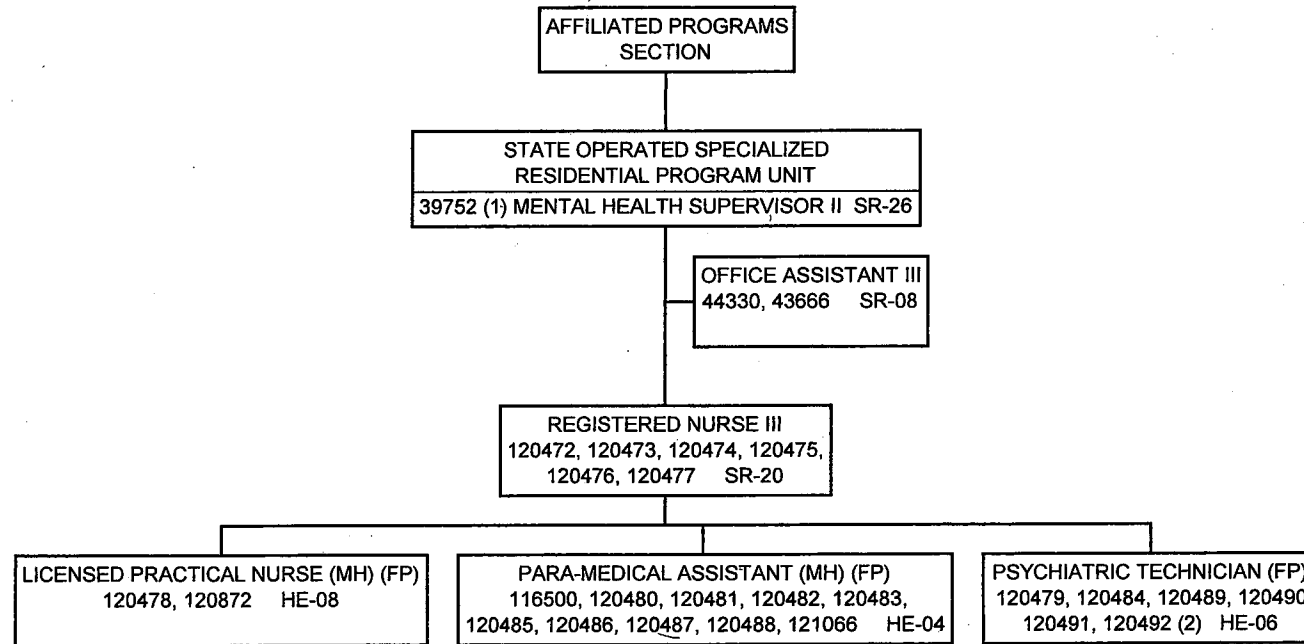 AFFILIATED PROGRAMS
SECTION
STATE OPERATED SPECIALIZED
RESIDENTIAL PROGRAM UNIT
39752 (1) MENTAL HEALTH SUPERVISOR II SR-26
OFFICE ASSISTANT III
44330, 43666 SR-08
REGISTERED NURSE III
120472, 120473, 120474, 120475,
120476, 120477 SR-20
LICENSED PRACTICAL NURSE (MH) (FP)
120478, 120872 HE-08
PARA-MEDICAL ASSISTANT (MH) (FP)
116500, 120480, 120481, 120482, 120483,
120485, 120486, 120487, 120488, 121066 HE-04
PSYCHIATRIC TECHNICIAN (FP)
120479, 120484, 120489, 120490
120491, 120492 (2) HE-06